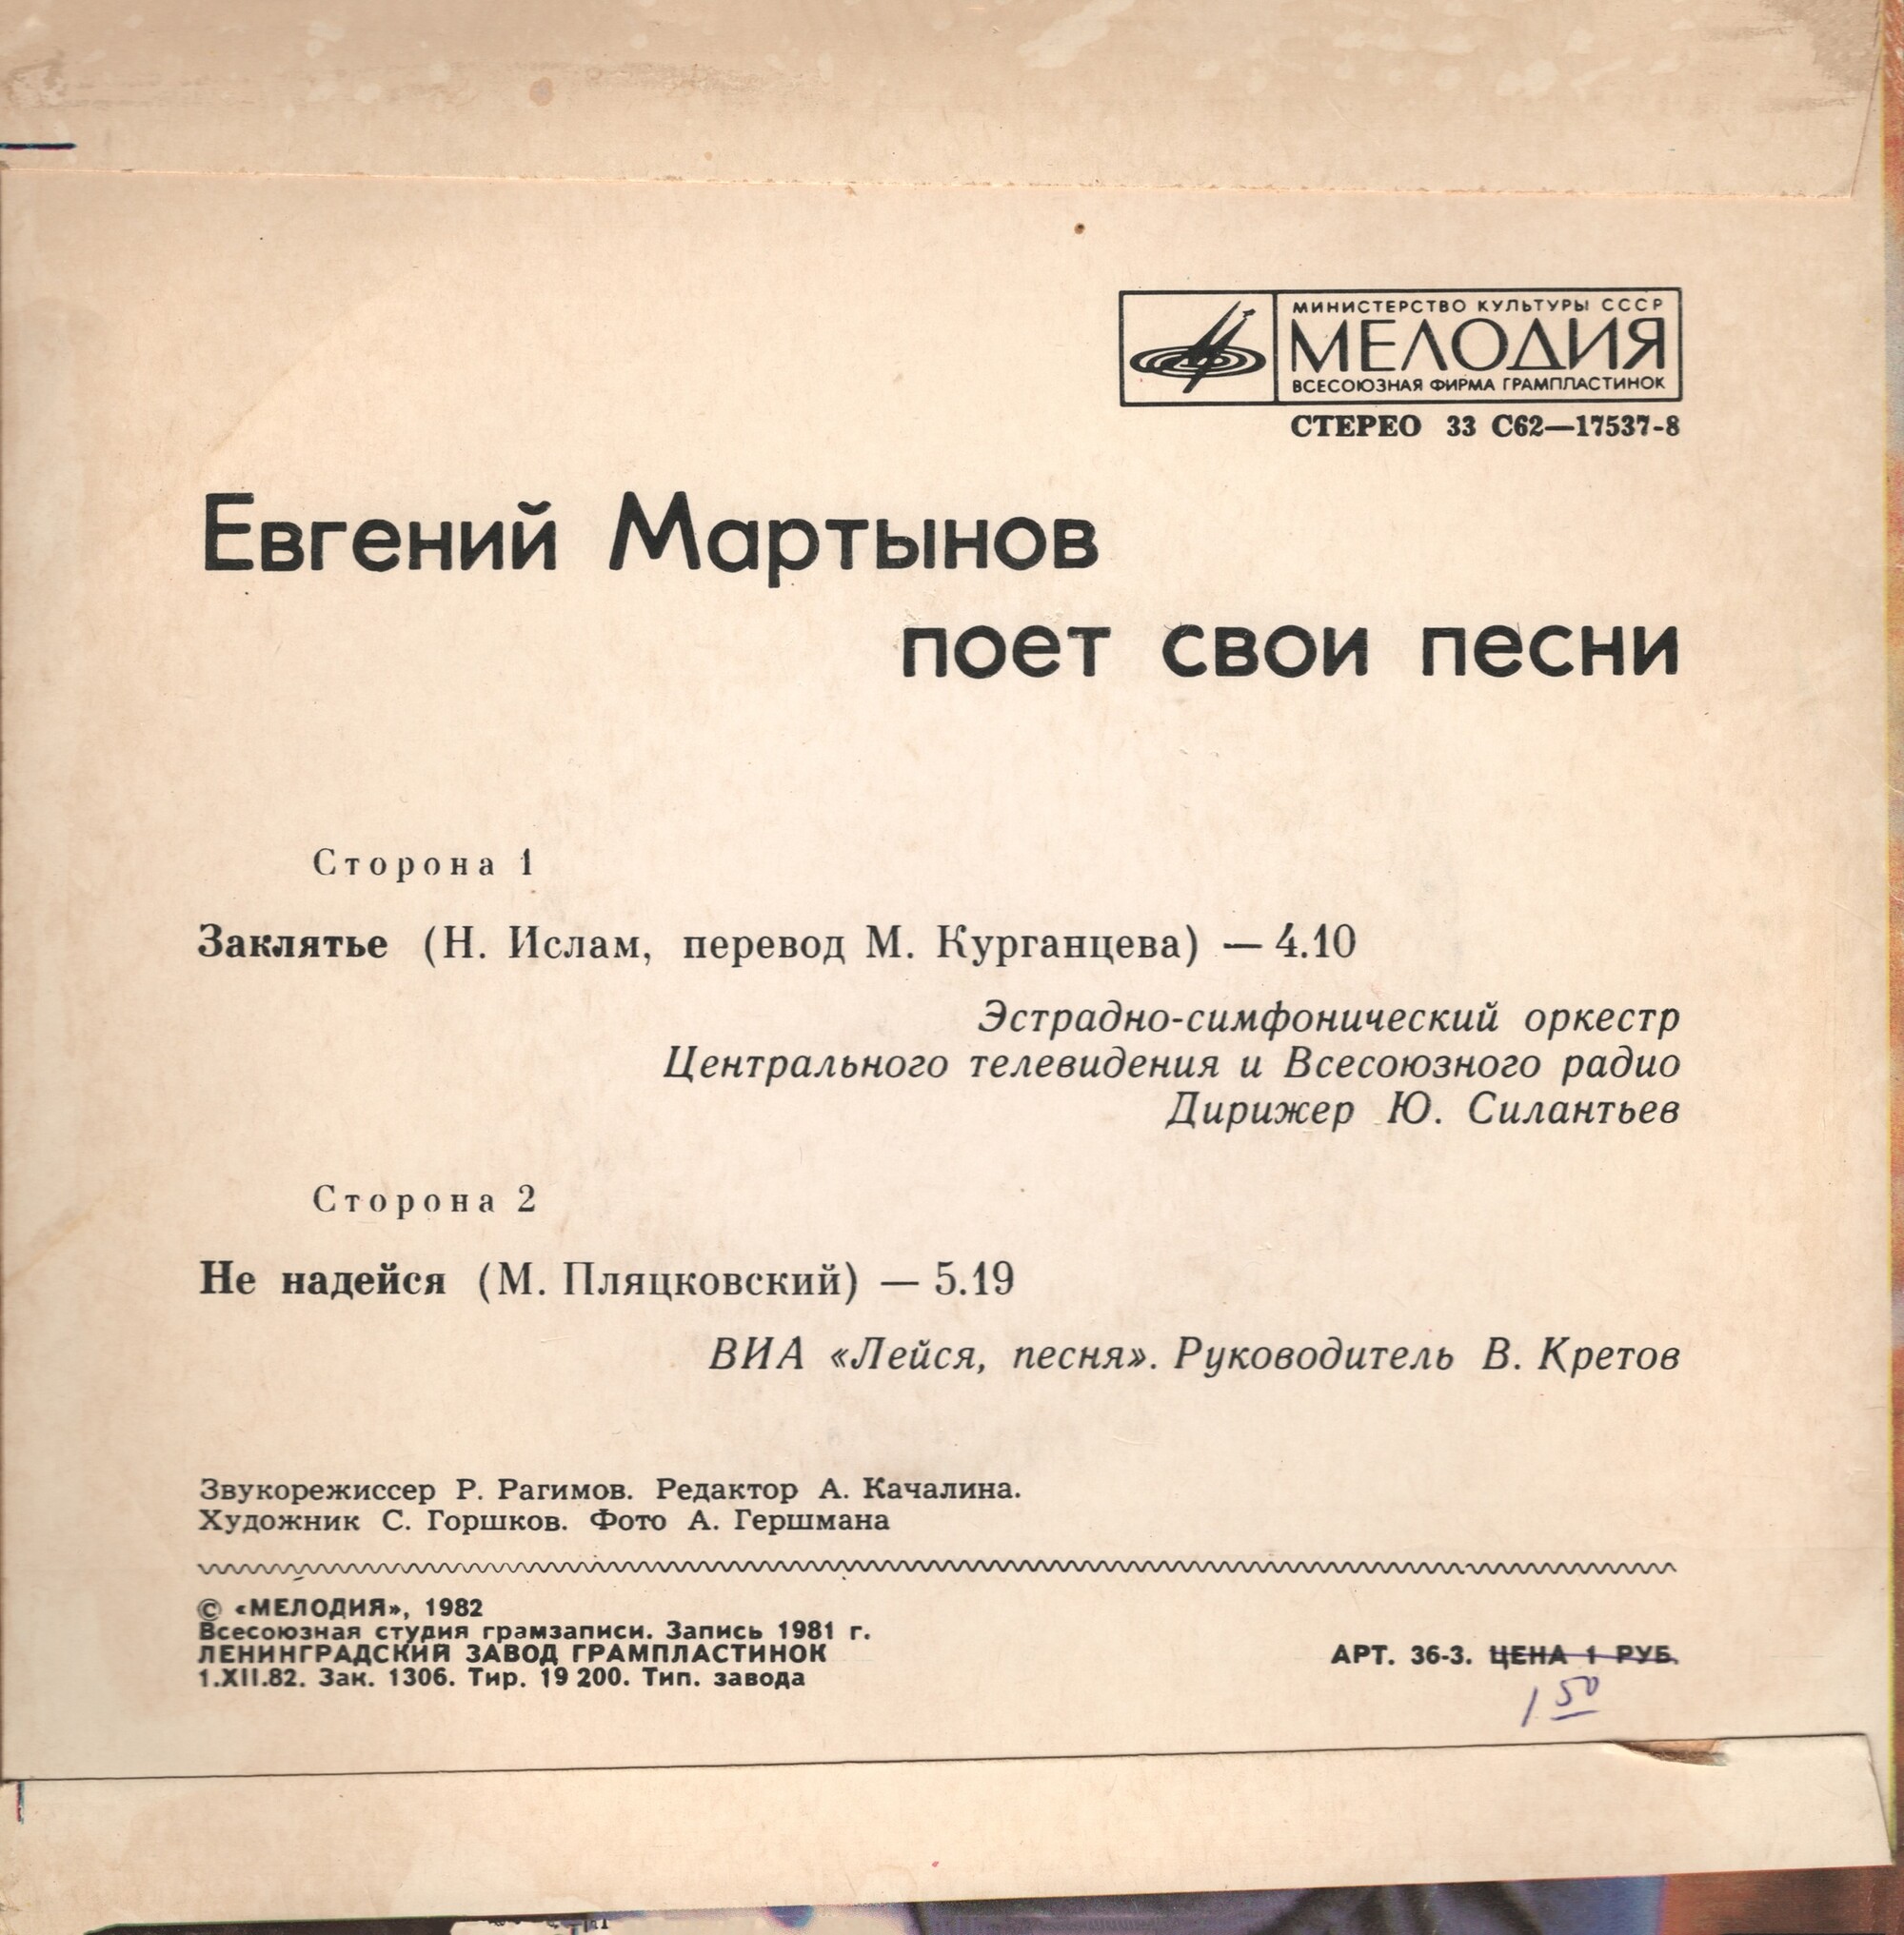 МИНИСТЕРСТВО КУЛЬТУРЫ СССР
МЕЛОДИЯ
ВСЕСОЮЗНАЯ ФИРМА ГРАМПЛАСТИНОК
СТЕРЕО 33 С62—17537-8
Евгений Мартынов
поет свои песни
Сторона 1
Заклятье (Н. Ислам, перевод М. Курганцева) — 4.10
Эстрадно-симфонический оркестр
Центрального телевидения и Всесоюзного радио
Дирижер Ю. Силантьев
Сторона 2
Не надейся (М. Пляцковский) — 5.19
ВИА «Лейся, песня». Руководитель В. Кретов
Звукорежиссер Р. Рагимов. Редактор А. Качалина.
Художник С. Горшков. Фото А. Гершмана
© «МЕЛОДИЯ», 1982
Всесоюзная студия грамзаписи. Запись 1981 г.
ЛЕНИНГРАДСКИЙ ЗАВОД ГРАМПЛАСТИНОК
1.XII.82. Зак. 1306. Тир. 19 200. Тип. завода
АРТ. 36-3. ЦЕНА 1 РУБ.
1 50